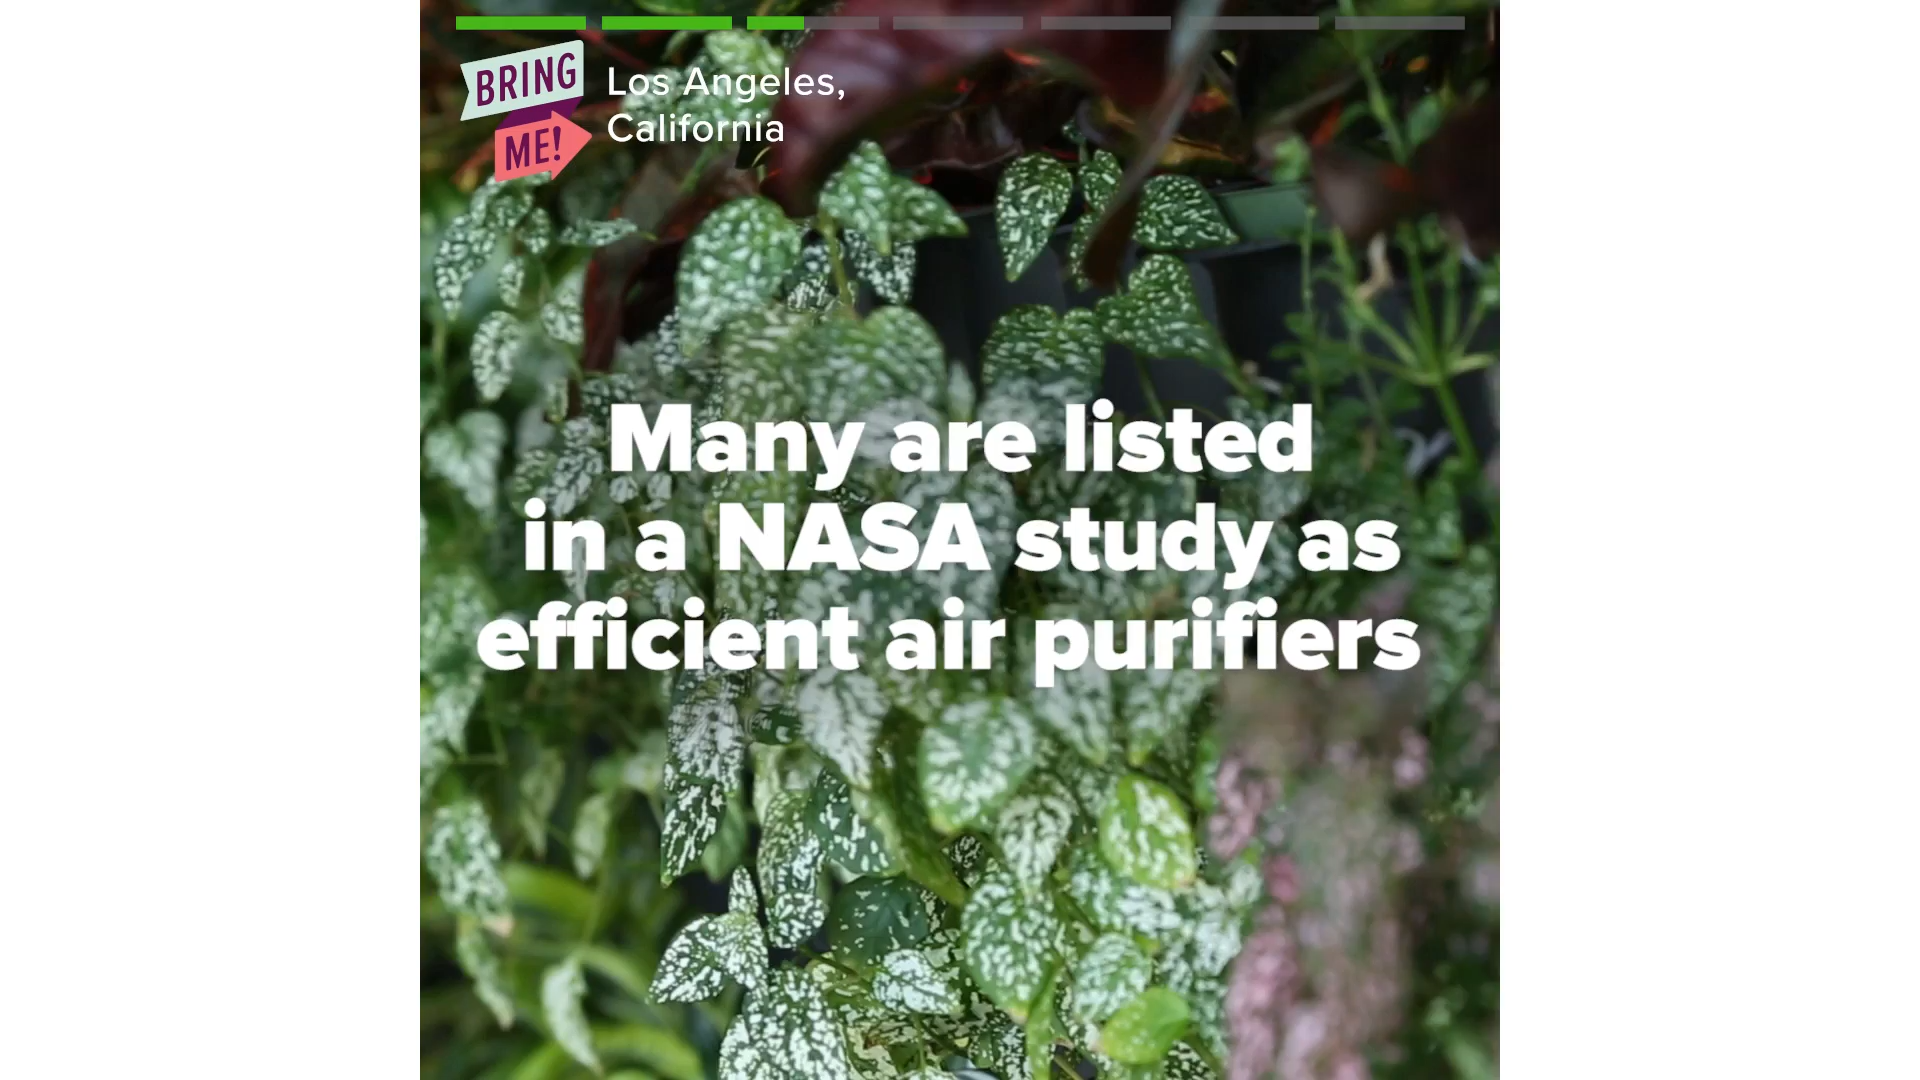 BRING
ME!
Los Angeles,
California
Many are listed
in a NASA study as
efficient air purifiers